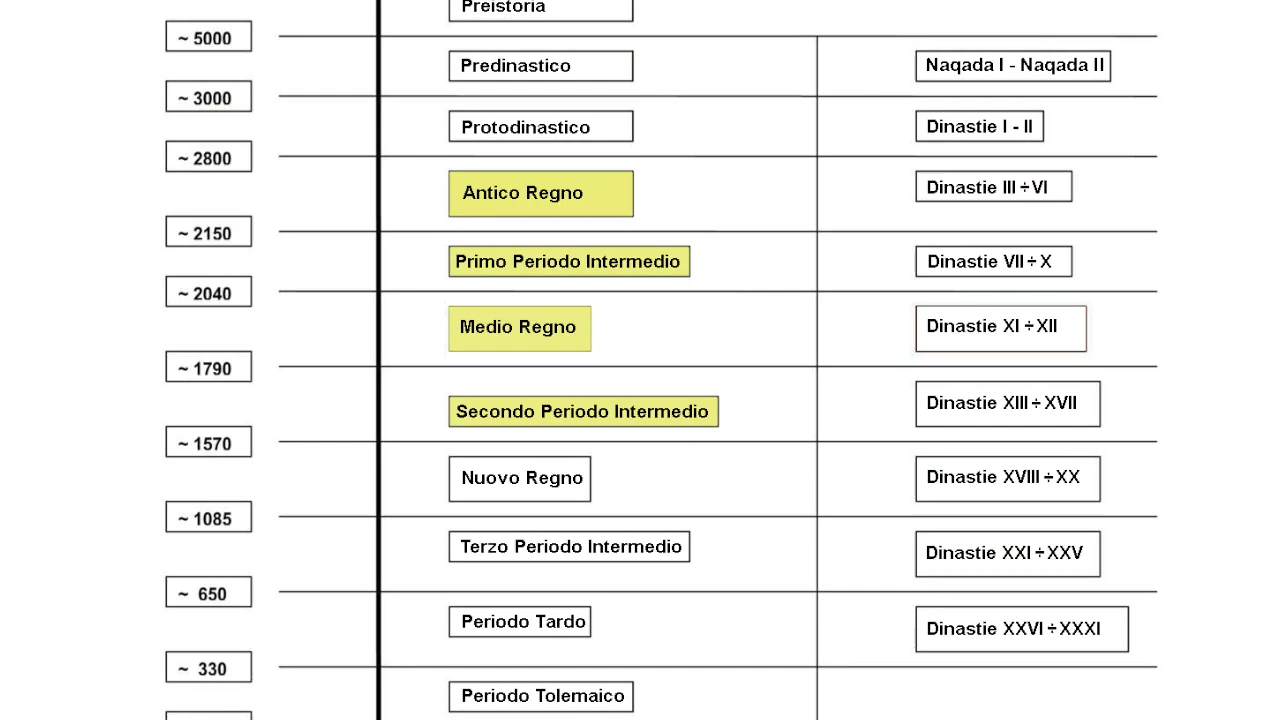 Preistoria
~ 5000
Predinastico Naqada I - Naqada II
~ 3000
Protodinastico Dinastie I - II
~ 2800
Antico Regno Dinastie III ÷ VI
~ 2150
Primo Periodo Intermedio Dinastie VII ÷ X
~ 2040
Medio Regno Dinastie XI ÷ XII
~ 1790
Secondo Periodo Intermedio Dinastie XIII ÷ XVII
~ 1570
Nuovo Regno Dinastie XVIII ÷ XX
~ 1085
Terzo Periodo Intermedio Dinastie XXI ÷ XXV
~ 650
Periodo Tardo Dinastie XXVI ÷ XXXI
~ 330
Periodo Tolemaico